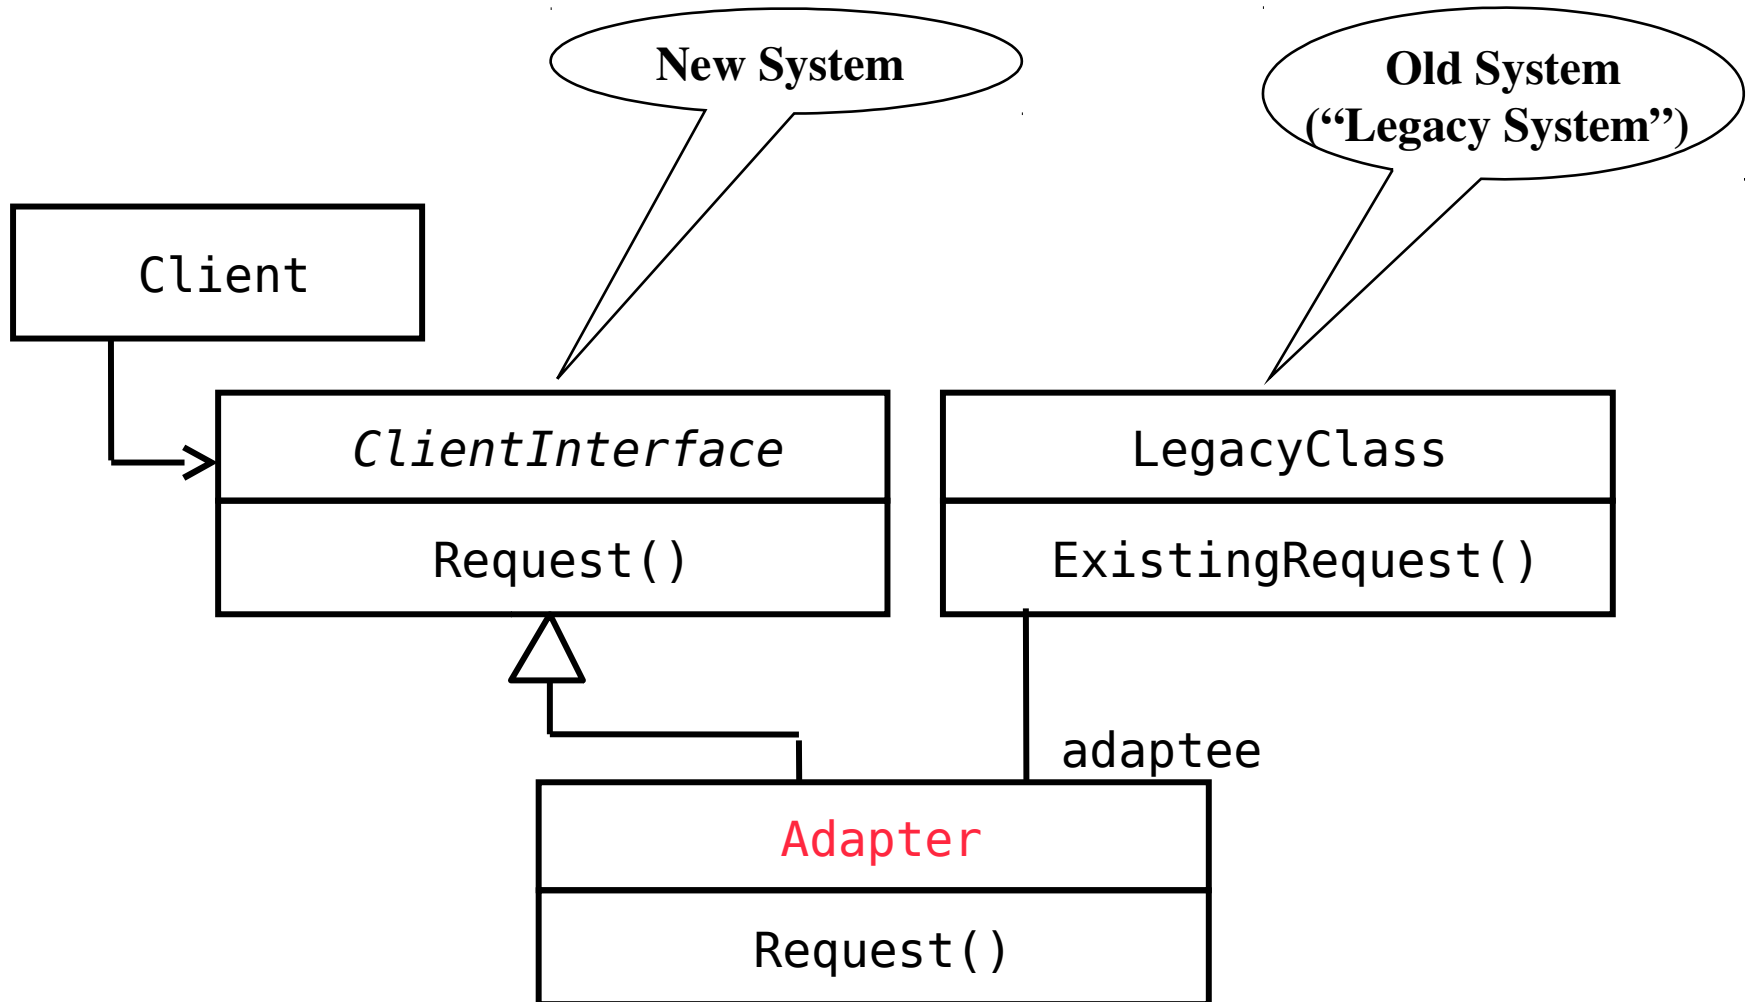 New System
Old System
(“Legacy System”)
Client
ClientInterface
LegacyClass
Request()
ExistingRequest()
adaptee
Adapter
Request()